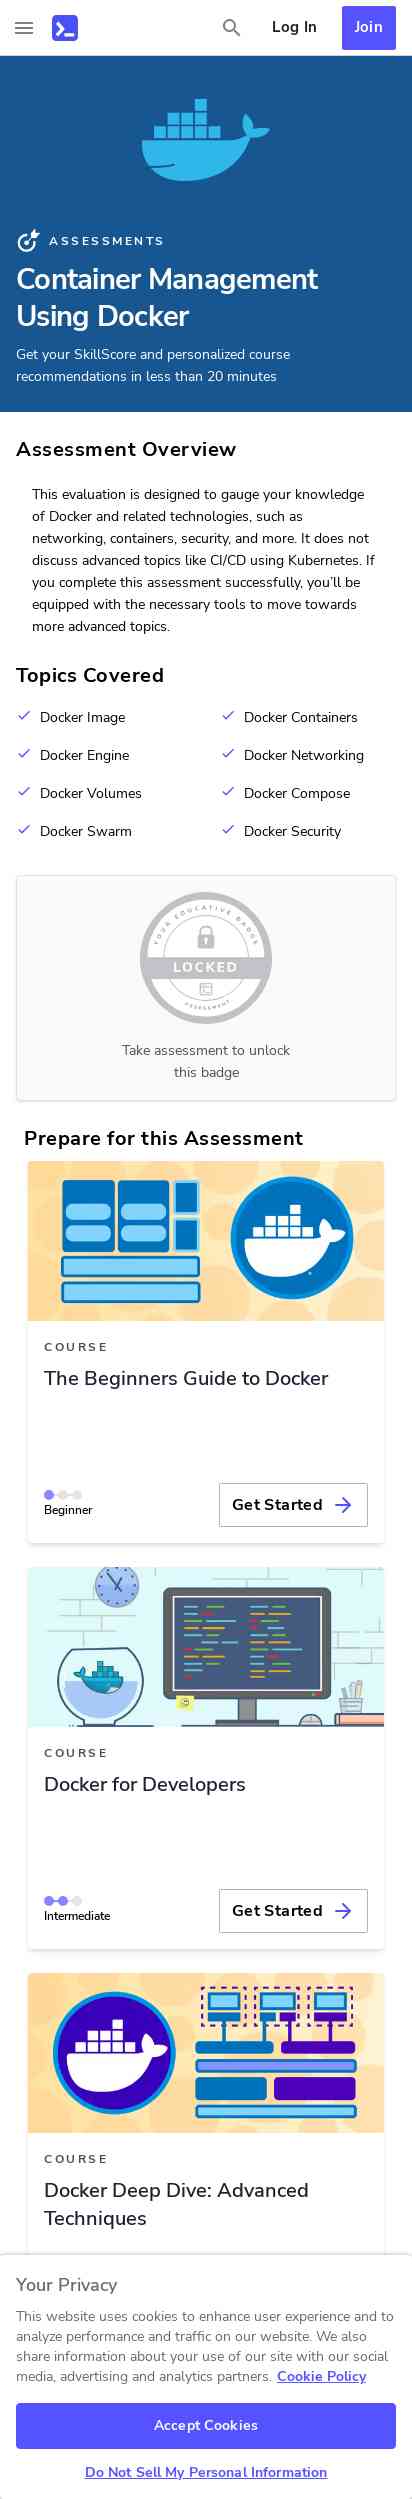 Log In
Join
ASSESSMENTS
Container Management
Using Docker
Get your SkillScore and personalized course
recommendations in less than 20 minutes
Assessment Overview
This evaluation is designed to gauge your knowledge
of Docker and related technologies, such as
networking, containers, security, and more. It does not
discuss advanced topics like CI/CD using Kubernetes. If
you complete this assessment successfully, you’ll be
equipped with the necessary tools to move towards
more advanced topics.
Topics Covered
Docker Image
Docker Containers
Docker Engine
Docker Networking
Docker Volumes
Docker Compose
Docker Swarm
Docker Security
YOUR EDUCATIVE BADGE
LOCKED
ASSESSMENT
Take assessment to unlock
this badge
Prepare for this Assessment
COURSE
The Beginners Guide to Docker
Beginner
Get Started
COURSE
Docker for Developers
Intermediate
Get Started
COURSE
Docker Deep Dive: Advanced
Techniques
Your Privacy
This website uses cookies to enhance user experience and to
analyze performance and traffic on our website. We also
share information about your use of our site with our social
media, advertising and analytics partners. Cookie Policy
Accept Cookies
Do Not Sell My Personal Information